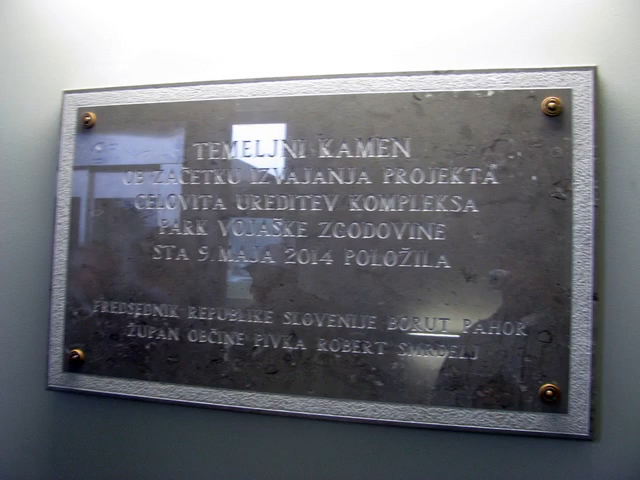 TEMELJNI KAMEN
OB ZAČETKU IZVAJANJA PROJEKTA
CELOVITA UREDITEV KOMPLEKSA
PARK VOJAŠKE ZGODOVINE
STA 9. MAJA 2014 POLOŽILA
PREDSEDNIK REPUBLIKE SLOVENIJE BORUT PAHOR
ŽUPAN OBČINE PIVKA ROBERT SMRDELJ